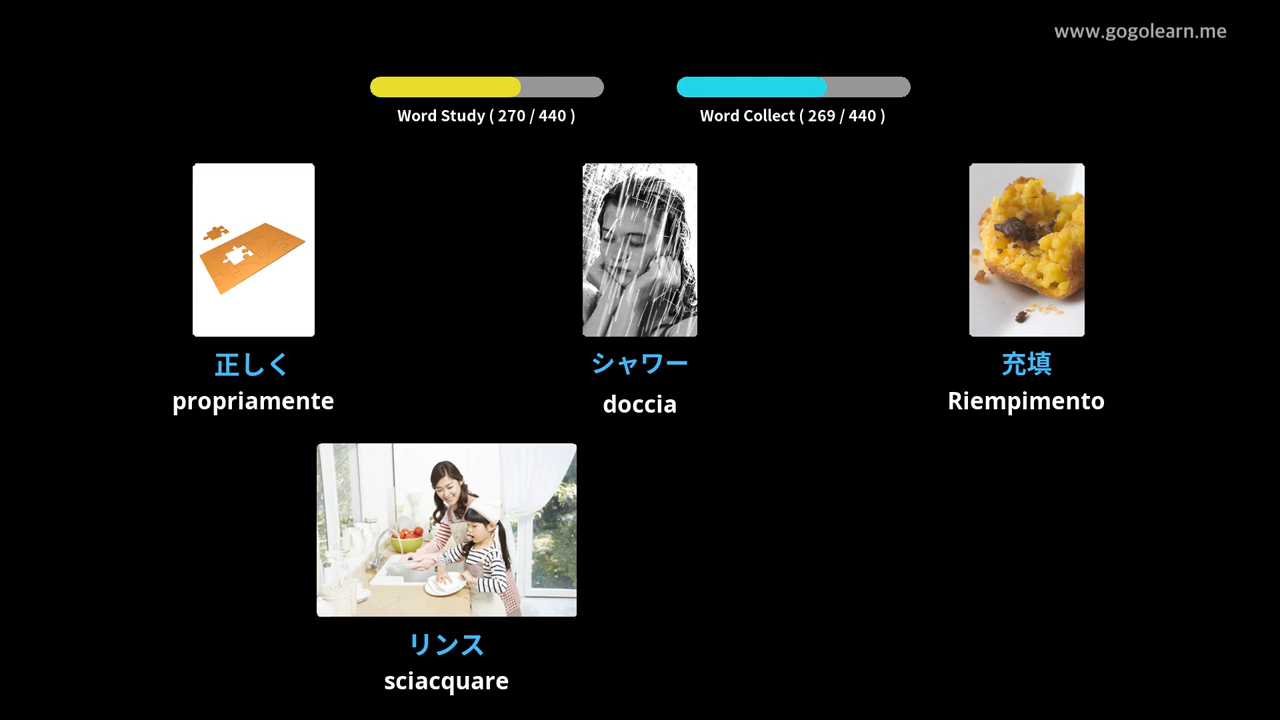 www.gogolearn.me
Word Study ( 270 / 440 )
Word Collect ( 269 / 440 )
正しく
propriamente
シャワー
doccia
充填
Riempimento
リンス
sciacquare